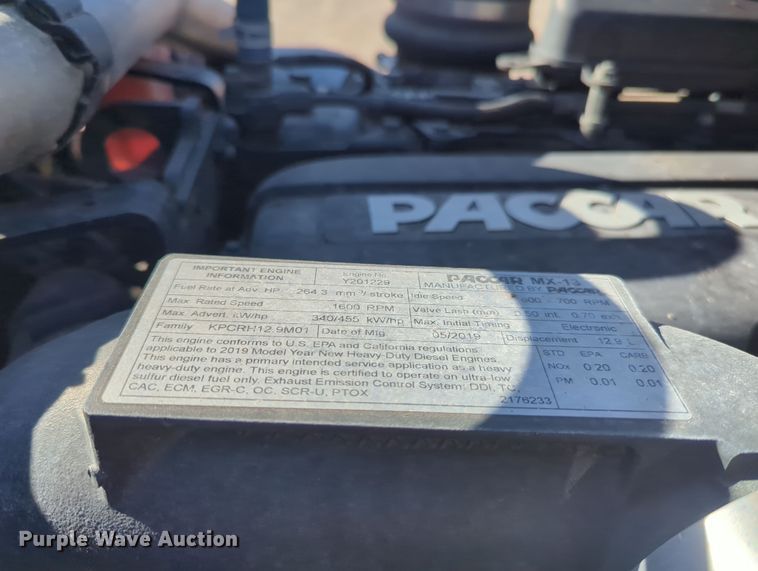 PACCAR
IMPORTANT ENGINE INFORMATION
Engine No. Y201229
PACCAR MX-13
MANUFACTURED BY PACCAR
Fuel Rate at Adv. HP 264.3 mm³/stroke
Idle Speed 600 - 700 RPM
Max. Rated Speed 1600 RPM
Valve Lash (mm) 0.50 int. 0.70 exh
Max. Advert. kW/hp 340/455 kW/hp
Max. Initial Timing Electronic
Family KPCRH12.9M01
Date of Mfg. 05/2019
Displacement 12.9 L
This engine conforms to U.S. EPA and California regulations
applicable to 2019 Model Year New Heavy-Duty Diesel Engines.
This engine has a primary intended service application as a heavy
heavy-duty engine. This engine is certified to operate on ultra-low
sulfur diesel fuel only. Exhaust Emission Control System: DDI, TC,
CAC, ECM, EGR-C, OC, SCR-U, PTOX
STD EPA CARB
NOx 0.20 0.20
PM 0.01 0.01
2176233
Purple Wave Auction